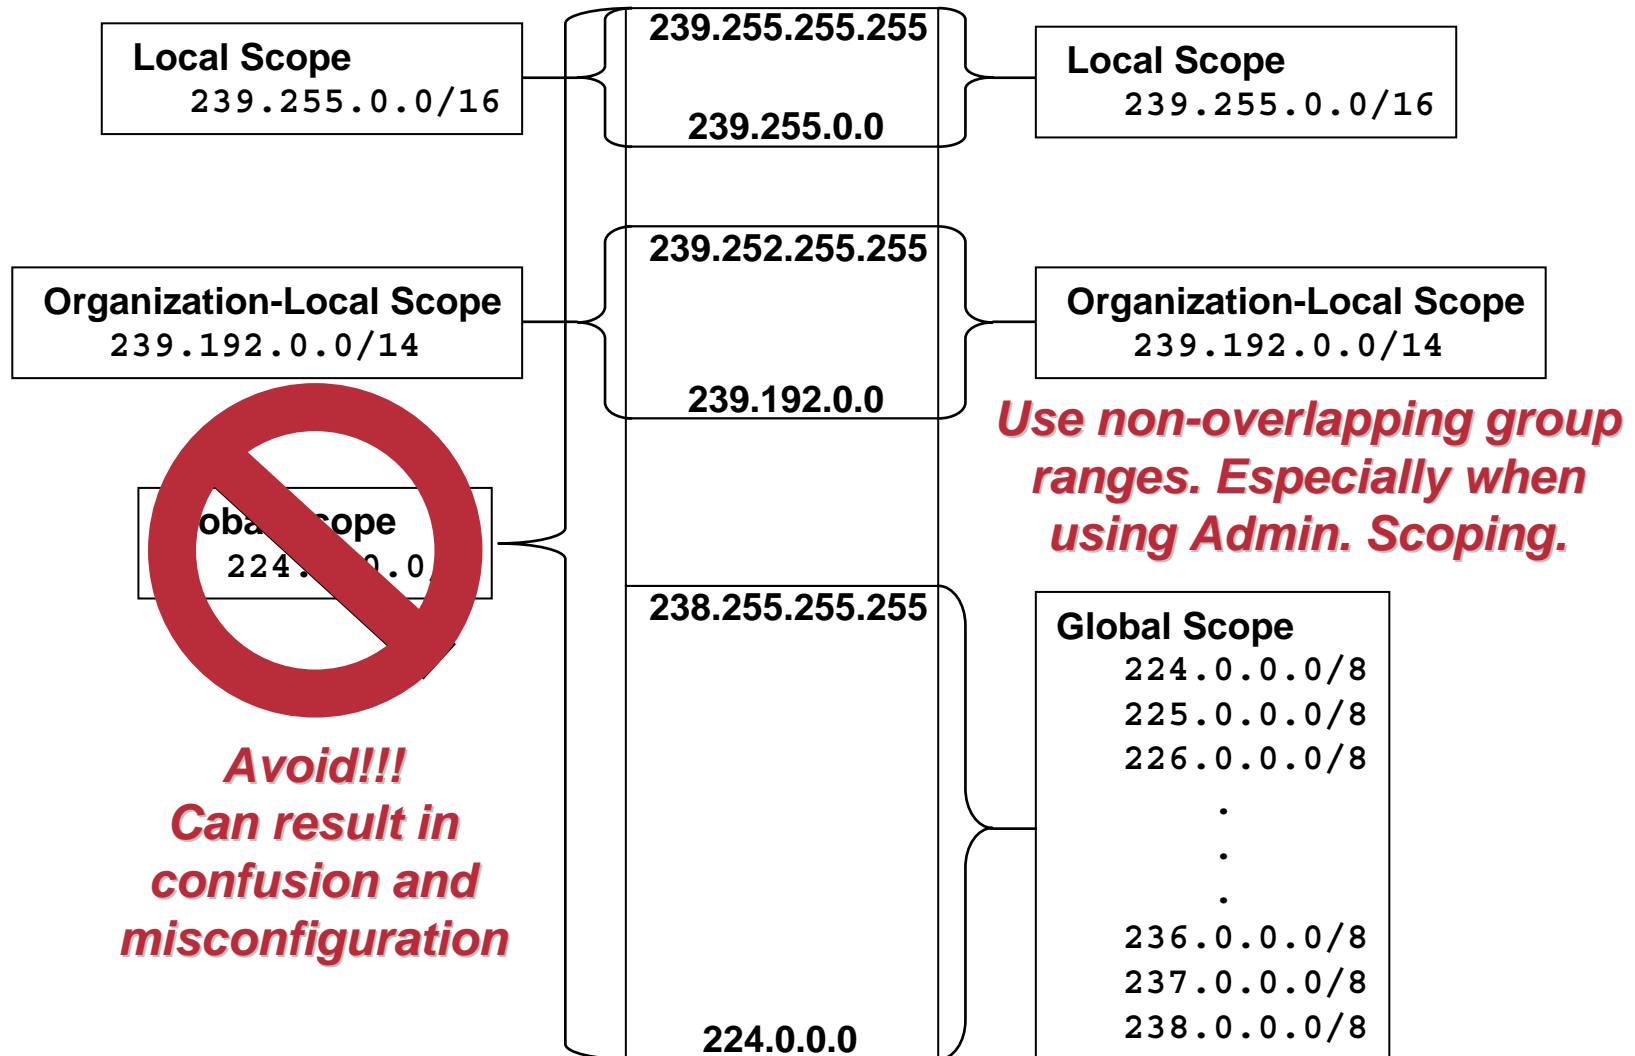 Local Scope
239.255.0.0/16
239.255.255.255
239.255.0.0
Local Scope
239.255.0.0/16
Organization-Local Scope
239.192.0.0/14
239.252.255.255
239.192.0.0
Organization-Local Scope
239.192.0.0/14
Use non-overlapping group
ranges. Especially when
using Admin. Scoping.
224.
Avoid!!!
Can result in
confusion and
misconfiguration
238.255.255.255
224.0.0.0
Global Scope
224.0.0.0/8
225.0.0.0/8
226.0.0.0/8
.
.
.
236.0.0.0/8
237.0.0.0/8
238.0.0.0/8